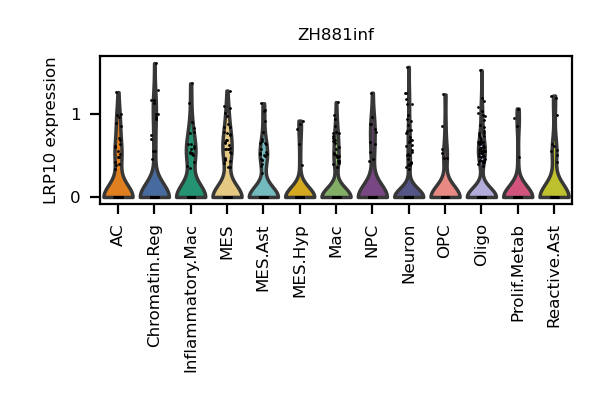 ZH881inf
LRP10 expression
1
0
AC
Chromatin.Reg
Inflammatory.Mac
MES
MES.Ast
MES.Hyp
Mac
NPC
Neuron
OPC
Oligo
Prolif.Metab
Reactive.Ast